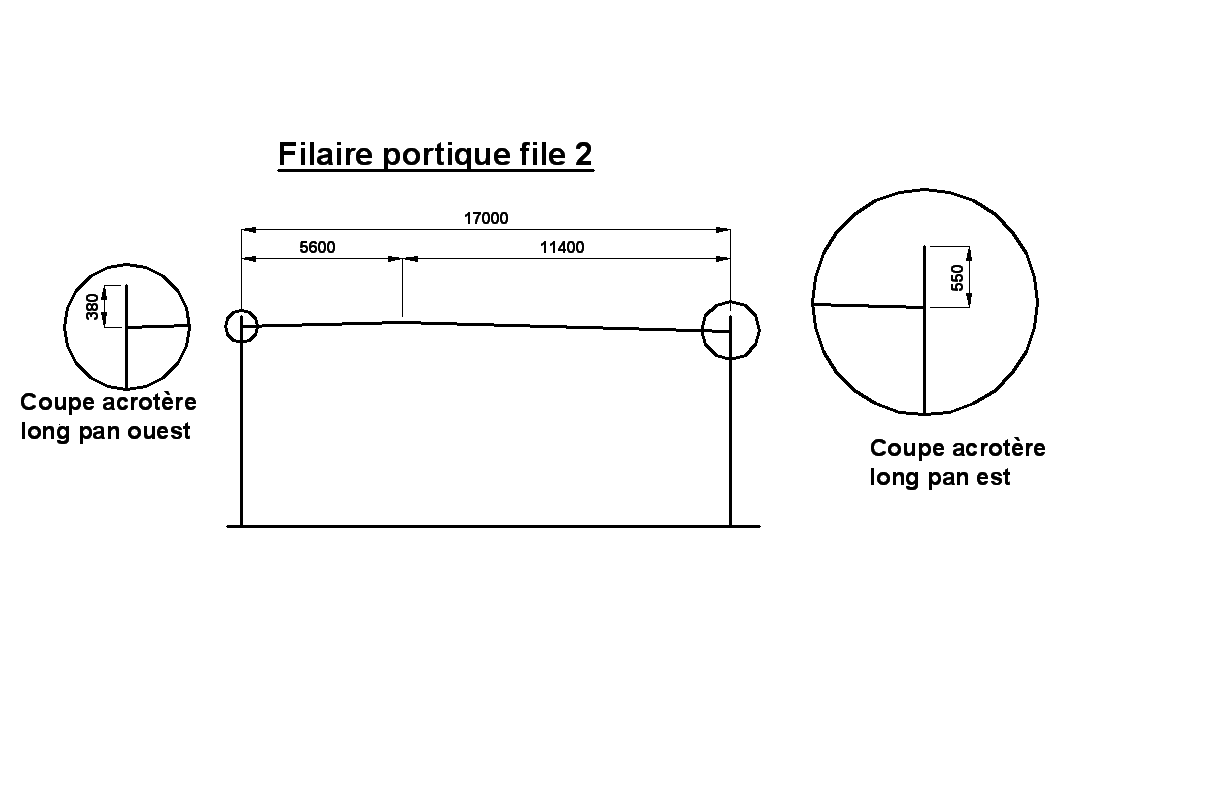 Filaire portique file 2
17000
5600
11400
380
550
Coupe acrotère
long pan ouest
Coupe acrotère
long pan est